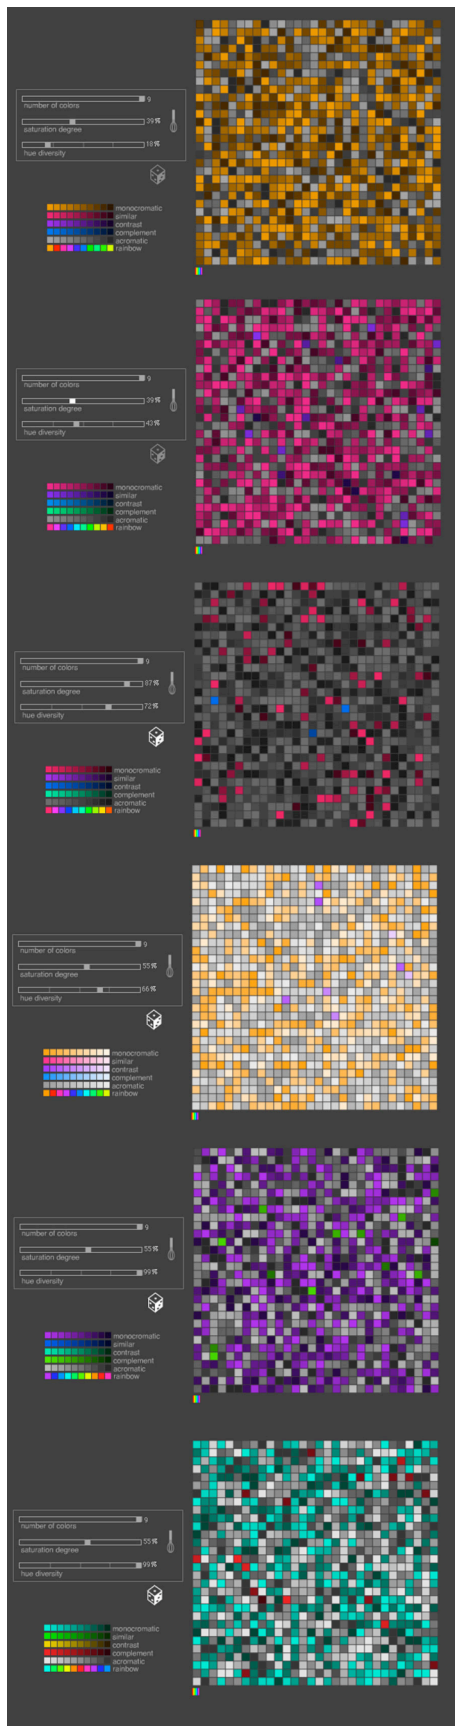 9
number of colors
39%
saturation degree
18%
hue diversity
monocromatic
similar
contrast
complement
acromatic
rainbow
9
number of colors
39%
saturation degree
43%
hue diversity
monocromatic
similar
contrast
complement
acromatic
rainbow
9
number of colors
87%
saturation degree
72%
hue diversity
monocromatic
similar
contrast
complement
acromatic
rainbow
9
number of colors
55%
saturation degree
66%
hue diversity
monocromatic
similar
contrast
complement
acromatic
rainbow
9
number of colors
55%
saturation degree
99%
hue diversity
monocromatic
similar
contrast
complement
acromatic
rainbow
9
number of colors
55%
saturation degree
99%
hue diversity
monocromatic
similar
contrast
complement
acromatic
rainbow